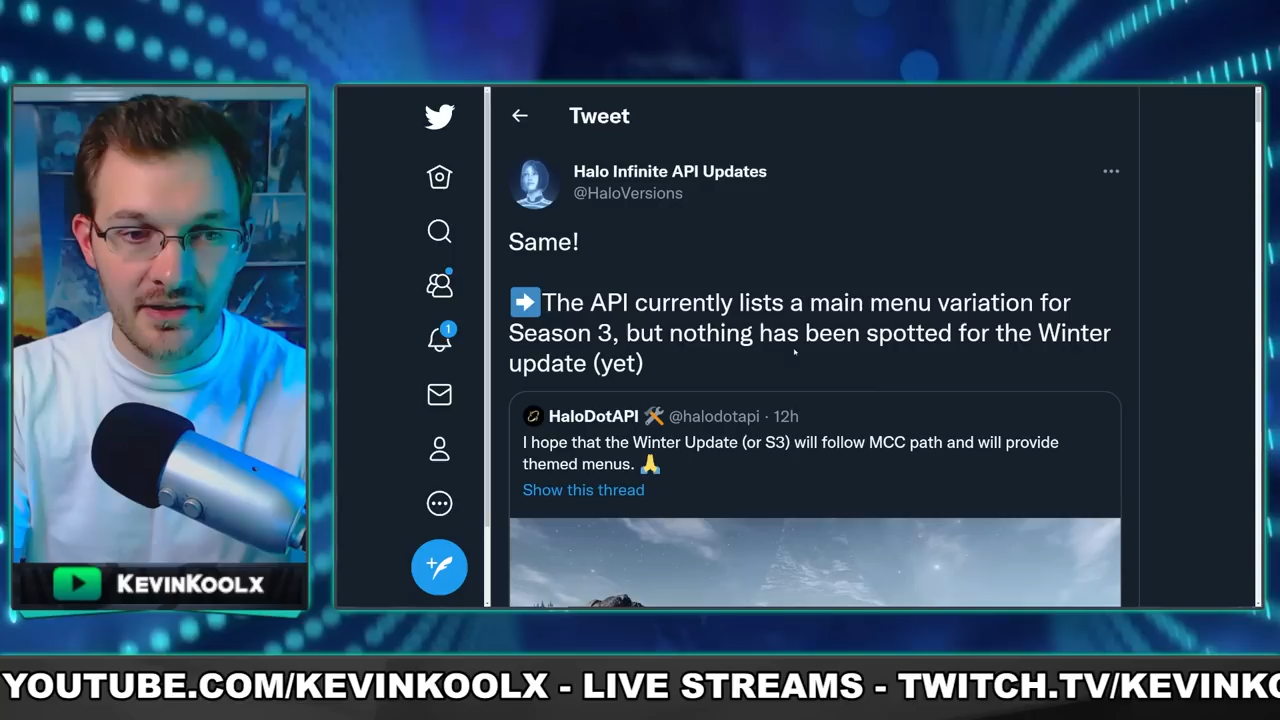 Tweet
Halo Infinite API Updates
@HaloVersions
Same!
➡️The API currently lists a main menu variation for
Season 3, but nothing has been spotted for the Winter
update (yet)
HaloDotAPI 🛠️ @halodotapi · 12h
I hope that the Winter Update (or S3) will follow MCC path and will provide
themed menus. 🙏
Show this thread
1
KEVINKOOLX
YOUTUBE.COM/KEVINKOOLX - LIVE STREAMS - TWITCH.TV/KEVINKO